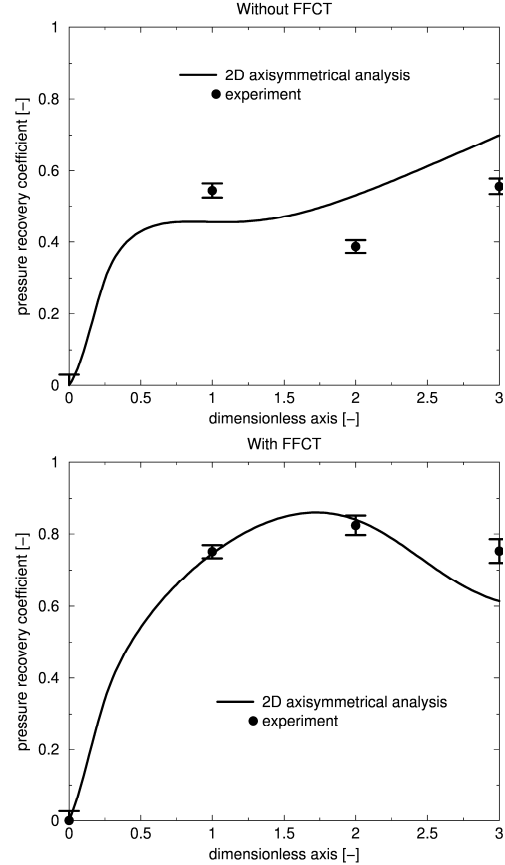 Without FFCT
1
0.8
0.6
0.4
0.2
0
pressure recovery coefficient [–]
2D axisymmetrical analysis
experiment
0 0.5 1 1.5 2 2.5 3
dimensionless axis [–]
With FFCT
1
0.8
0.6
0.4
0.2
0
pressure recovery coefficient [–]
2D axisymmetrical analysis
experiment
0 0.5 1 1.5 2 2.5 3
dimensionless axis [–]